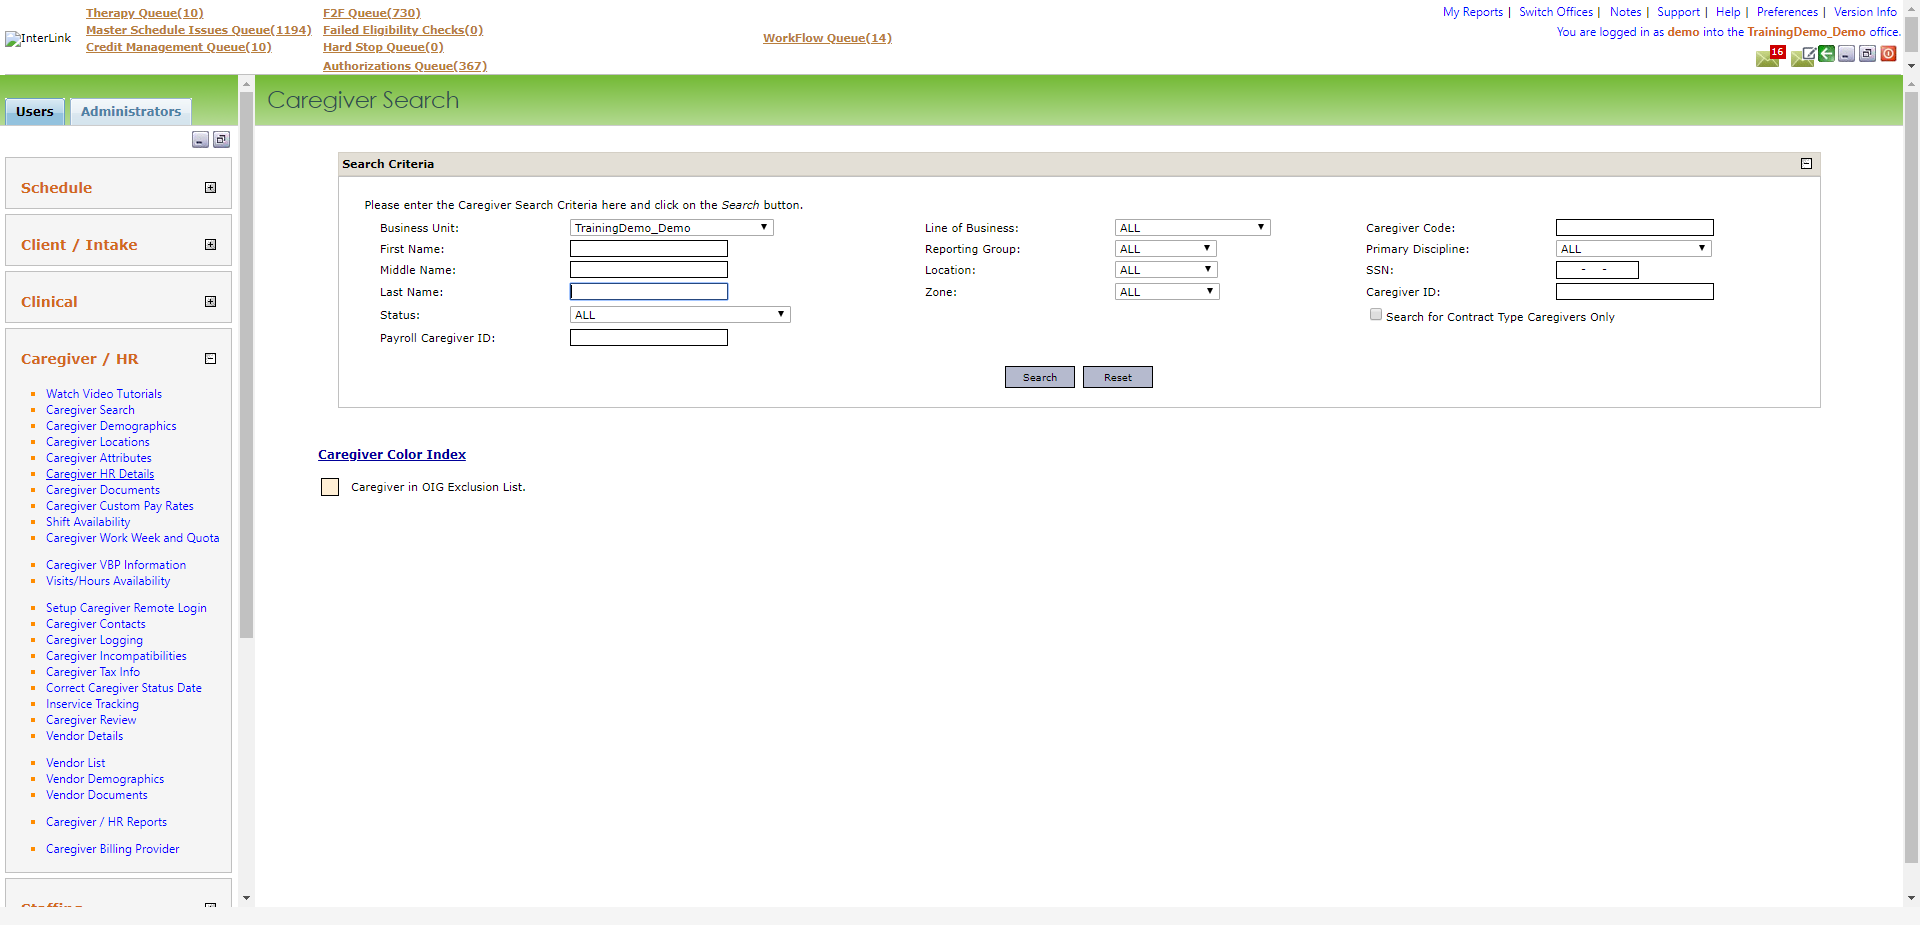 InterLink
Therapy Queue(10)
Master Schedule Issues Queue(1194)
Credit Management Queue(10)
F2F Queue(730)
Failed Eligibility Checks(0)
Hard Stop Queue(0)
Authorizations Queue(367)
WorkFlow Queue(14)
My Reports | Switch Offices | Notes | Support | Help | Preferences | Version Info
You are logged in as demo into the TrainingDemo_Demo office.
16
Users
Administrators
Schedule
Client / Intake
Clinical
Caregiver / HR
Watch Video Tutorials
Caregiver Search
Caregiver Demographics
Caregiver Locations
Caregiver Attributes
Caregiver HR Details
Caregiver Documents
Caregiver Custom Pay Rates
Shift Availability
Caregiver Work Week and Quota
Caregiver VBP Information
Visits/Hours Availability
Setup Caregiver Remote Login
Caregiver Contacts
Caregiver Logging
Caregiver Incompatibilities
Caregiver Tax Info
Correct Caregiver Status Date
Inservice Tracking
Caregiver Review
Vendor Details
Vendor List
Vendor Demographics
Vendor Documents
Caregiver / HR Reports
Caregiver Billing Provider
Caregiver Search
Search Criteria
Please enter the Caregiver Search Criteria here and click on the Search button.
Business Unit: TrainingDemo_Demo Line of Business: ALL Caregiver Code:
First Name: Reporting Group: ALL Primary Discipline: ALL
Middle Name: Location: ALL SSN: - -
Last Name: Zone: ALL Caregiver ID:
Status: ALL Search for Contract Type Caregivers Only
Payroll Caregiver ID:
Search Reset
Caregiver Color Index
Caregiver in OIG Exclusion List.